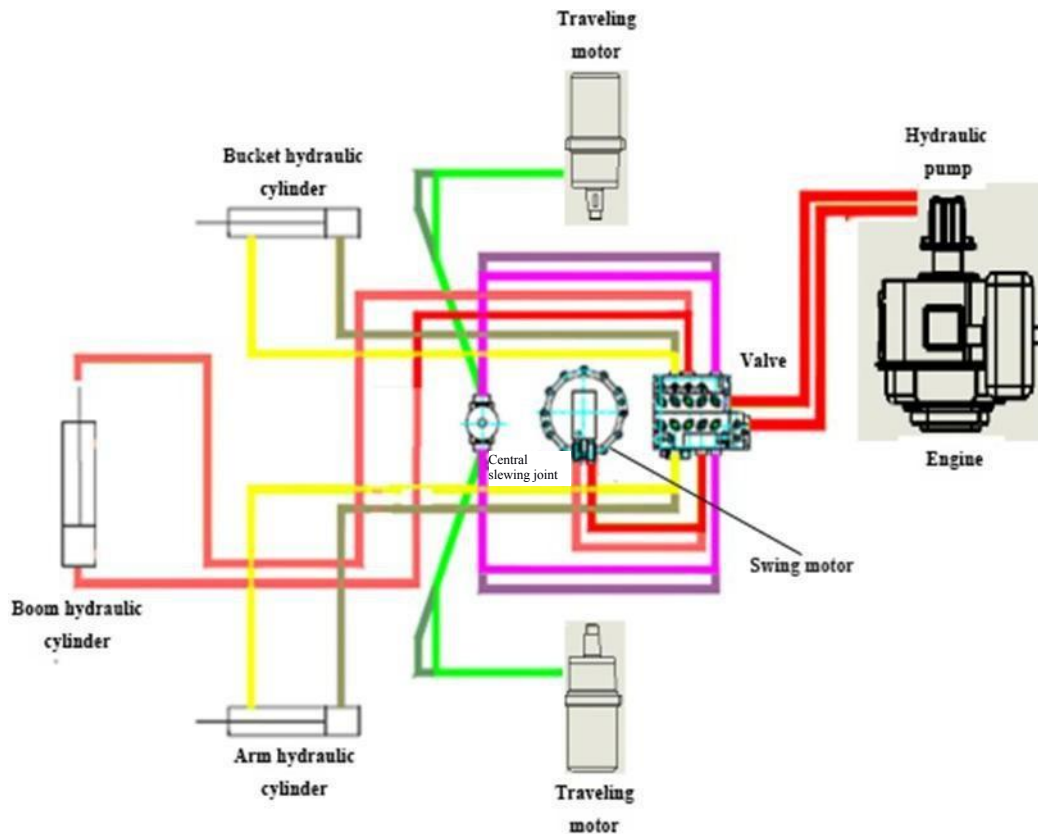 Traveling
motor
Hydraulic
pump
Bucket hydraulic
cylinder
Valve
Central
slewing joint
Engine
Swing motor
Boom hydraulic
cylinder
Arm hydraulic
cylinder
Traveling
motor